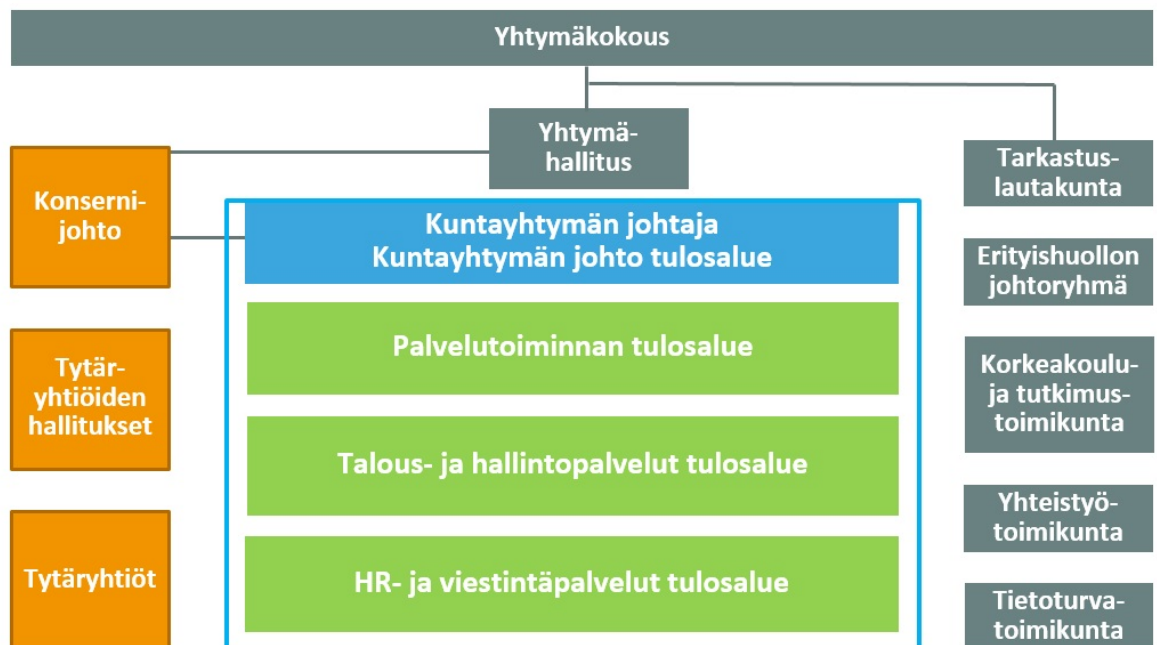 Yhtymäkokous
Yhtymä-
hallitus
Konserni-
johto
Tytär-
yhtiöiden
hallitukset
Tytäryhtiöt
Kuntayhtymän johtaja
Kuntayhtymän johto tulosalue
Palvelutoiminnan tulosalue
Talous- ja hallintopalvelut tulosalue
HR- ja viestintäpalvelut tulosalue
Tarkastus-
lautakunta
Erityishuollon
johtoryhmä
Korkeakoulu-
ja tutkimus-
toimikunta
Yhteistyö-
toimikunta
Tietoturva-
toimikunta